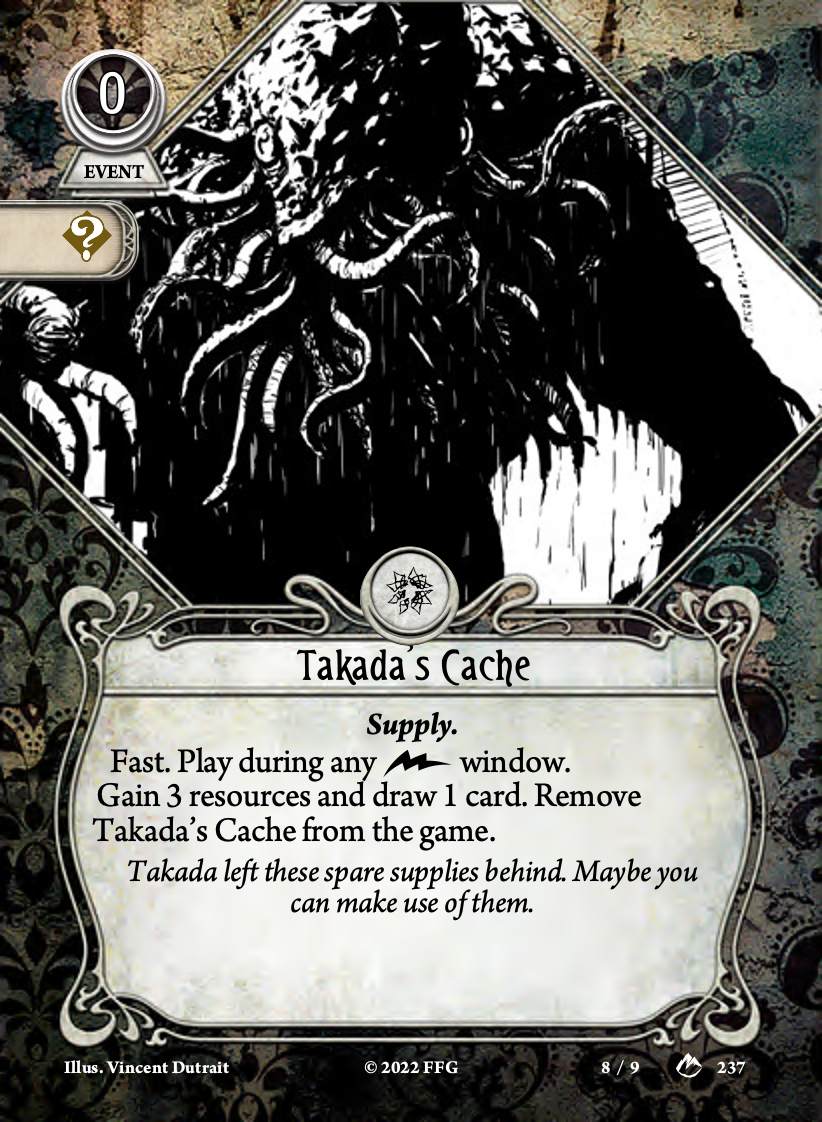 0
EVENT
?
Takada's Cache
Supply.
Fast. Play during any window.
Gain 3 resources and draw 1 card. Remove
Takada's Cache from the game.
Takada left these spare supplies behind. Maybe you
can make use of them.
Illus. Vincent Dutrait © 2022 FFG 8 / 9 237